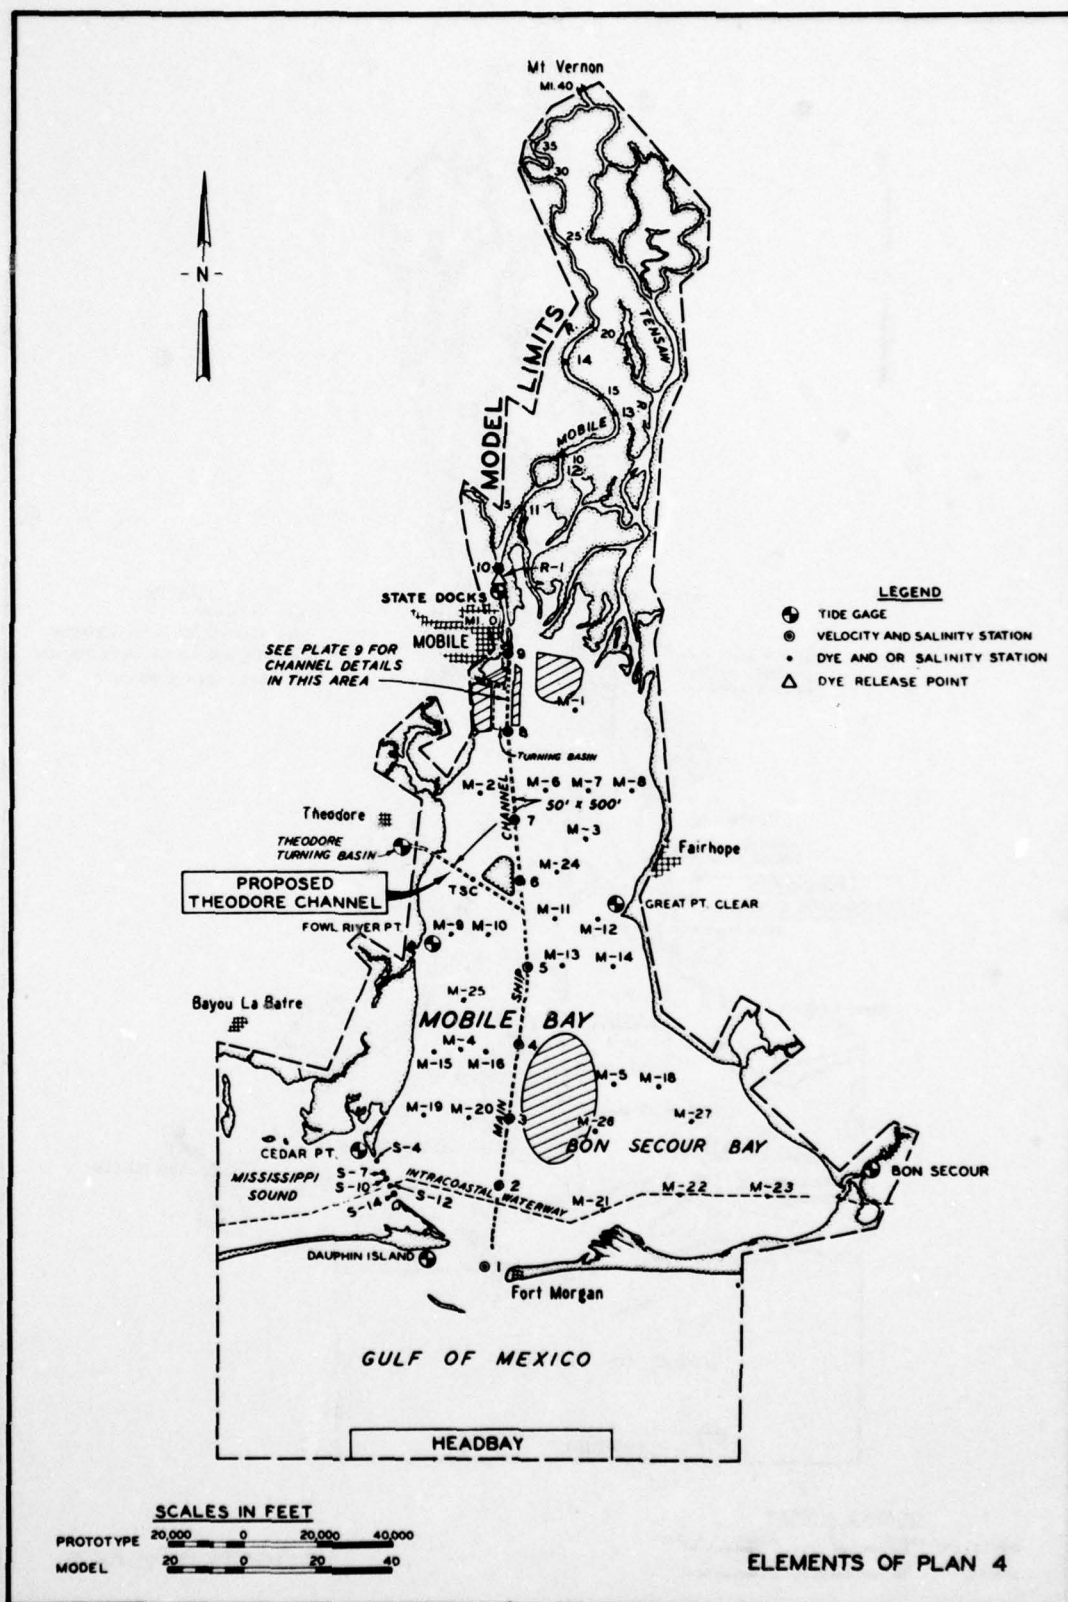 Mt Vernon
MI. 40
35
30
25
- N -
TENSAW
R.
20
14
15
13
R.
MODEL LIMITS
MOBILE
10
12
5
11
10
R-1
STATE DOCKS
MI. 0
MOBILE
9
SEE PLATE 9 FOR
CHANNEL DETAILS
IN THIS AREA
M-1
8
TURNING BASIN
M-2
M-6
M-7
M-8
CHANNEL
50' x 500'
7
M-3
Theodore
THEODORE
TURNING BASIN
Fairhope
M-24
6
TSC
PROPOSED
THEODORE CHANNEL
GREAT PT. CLEAR
FOWL RIVER PT.
M-9
M-10
M-11
M-12
5
M-13
M-14
SHIP
M-25
Bayou La Batre
MOBILE BAY
M-4
4
M-15
M-16
M-5
M-18
M-19
M-20
MAIN
3
M-26
M-27
BON SECOUR BAY
CEDAR PT.
S-4
S-7
S-10
S-14
S-12
MISSISSIPPI
SOUND
INTRACOASTAL WATERWAY
2
M-21
M-22
M-23
BON SECOUR
DAUPHIN ISLAND
1
Fort Morgan
GULF OF MEXICO
HEADBAY
LEGEND
TIDE GAGE
VELOCITY AND SALINITY STATION
DYE AND OR SALINITY STATION
DYE RELEASE POINT
SCALES IN FEET
PROTOTYPE 20,000 0 20,000 40,000
MODEL 20 0 20 40
ELEMENTS OF PLAN 4